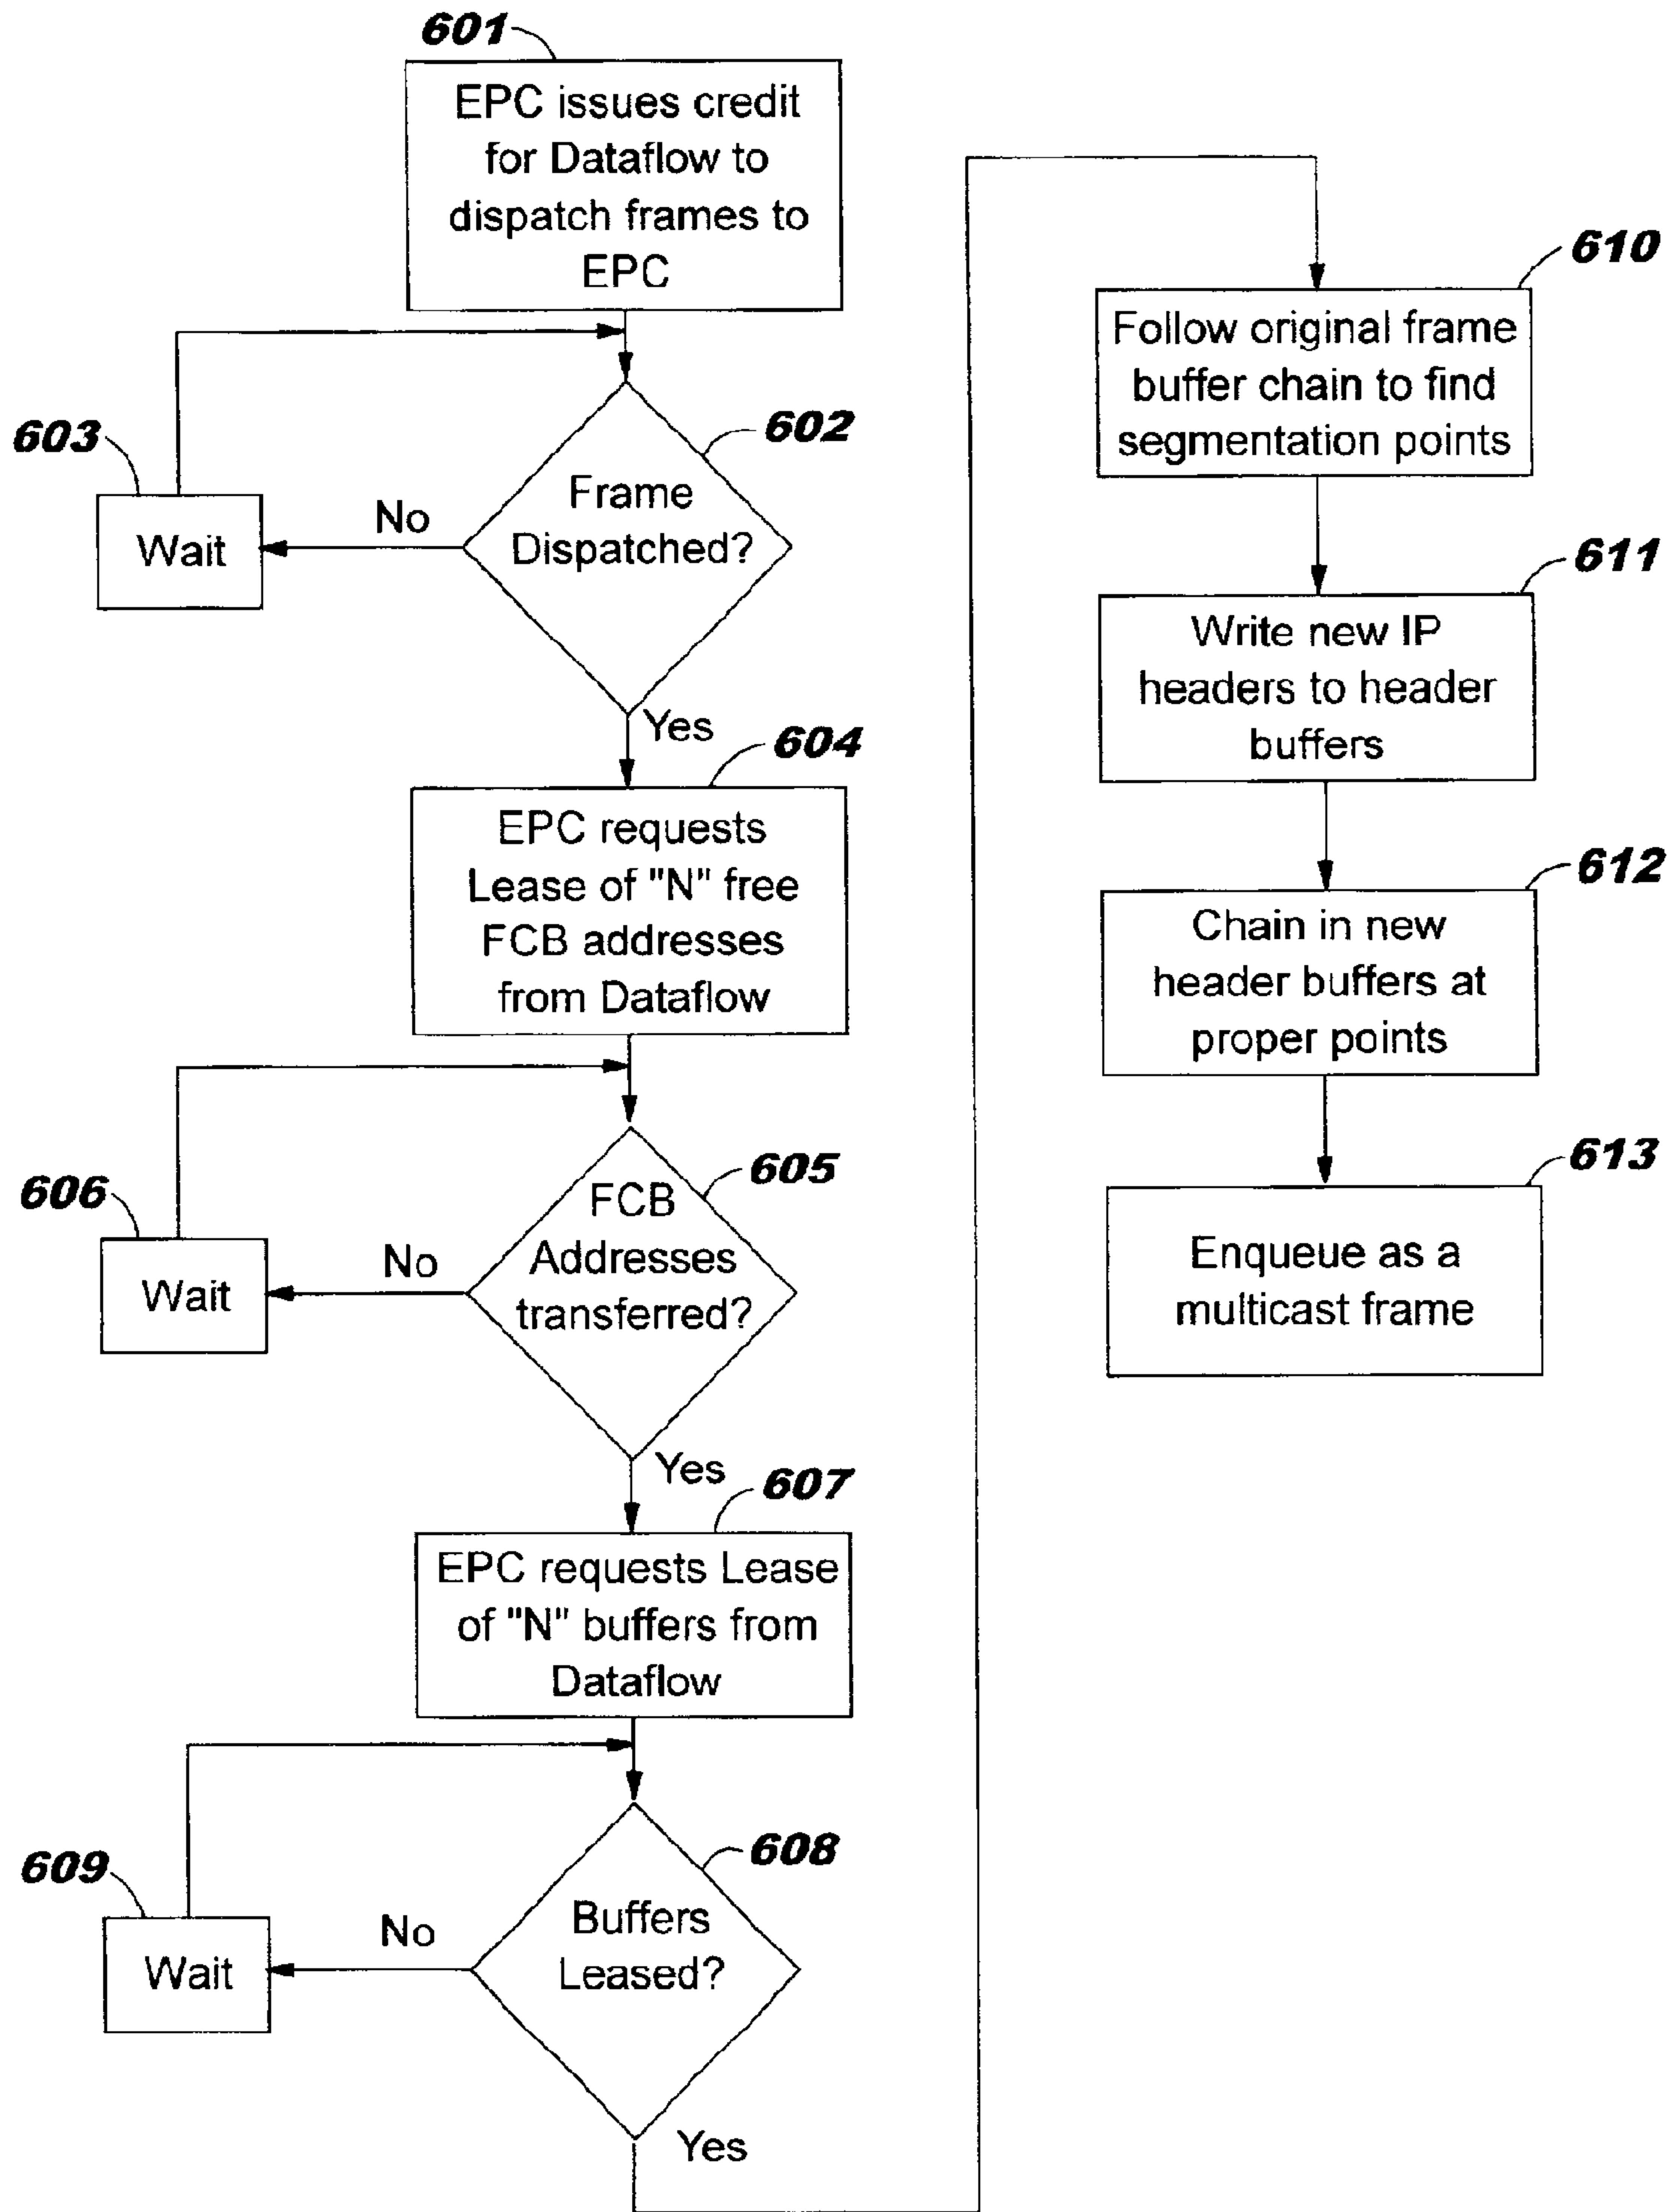 601
EPC issues credit
for Dataflow to
dispatch frames to
EPC
602
Frame
Dispatched?
No
603
Wait
Yes
604
EPC requests
Lease of "N" free
FCB addresses
from Dataflow
605
FCB
Addresses
transferred?
No
606
Wait
Yes
607
EPC requests Lease
of "N" buffers from
Dataflow
608
Buffers
Leased?
No
609
Wait
Yes
610
Follow original frame
buffer chain to find
segmentation points
611
Write new IP
headers to header
buffers
612
Chain in new
header buffers at
proper points
613
Enqueue as a
multicast frame